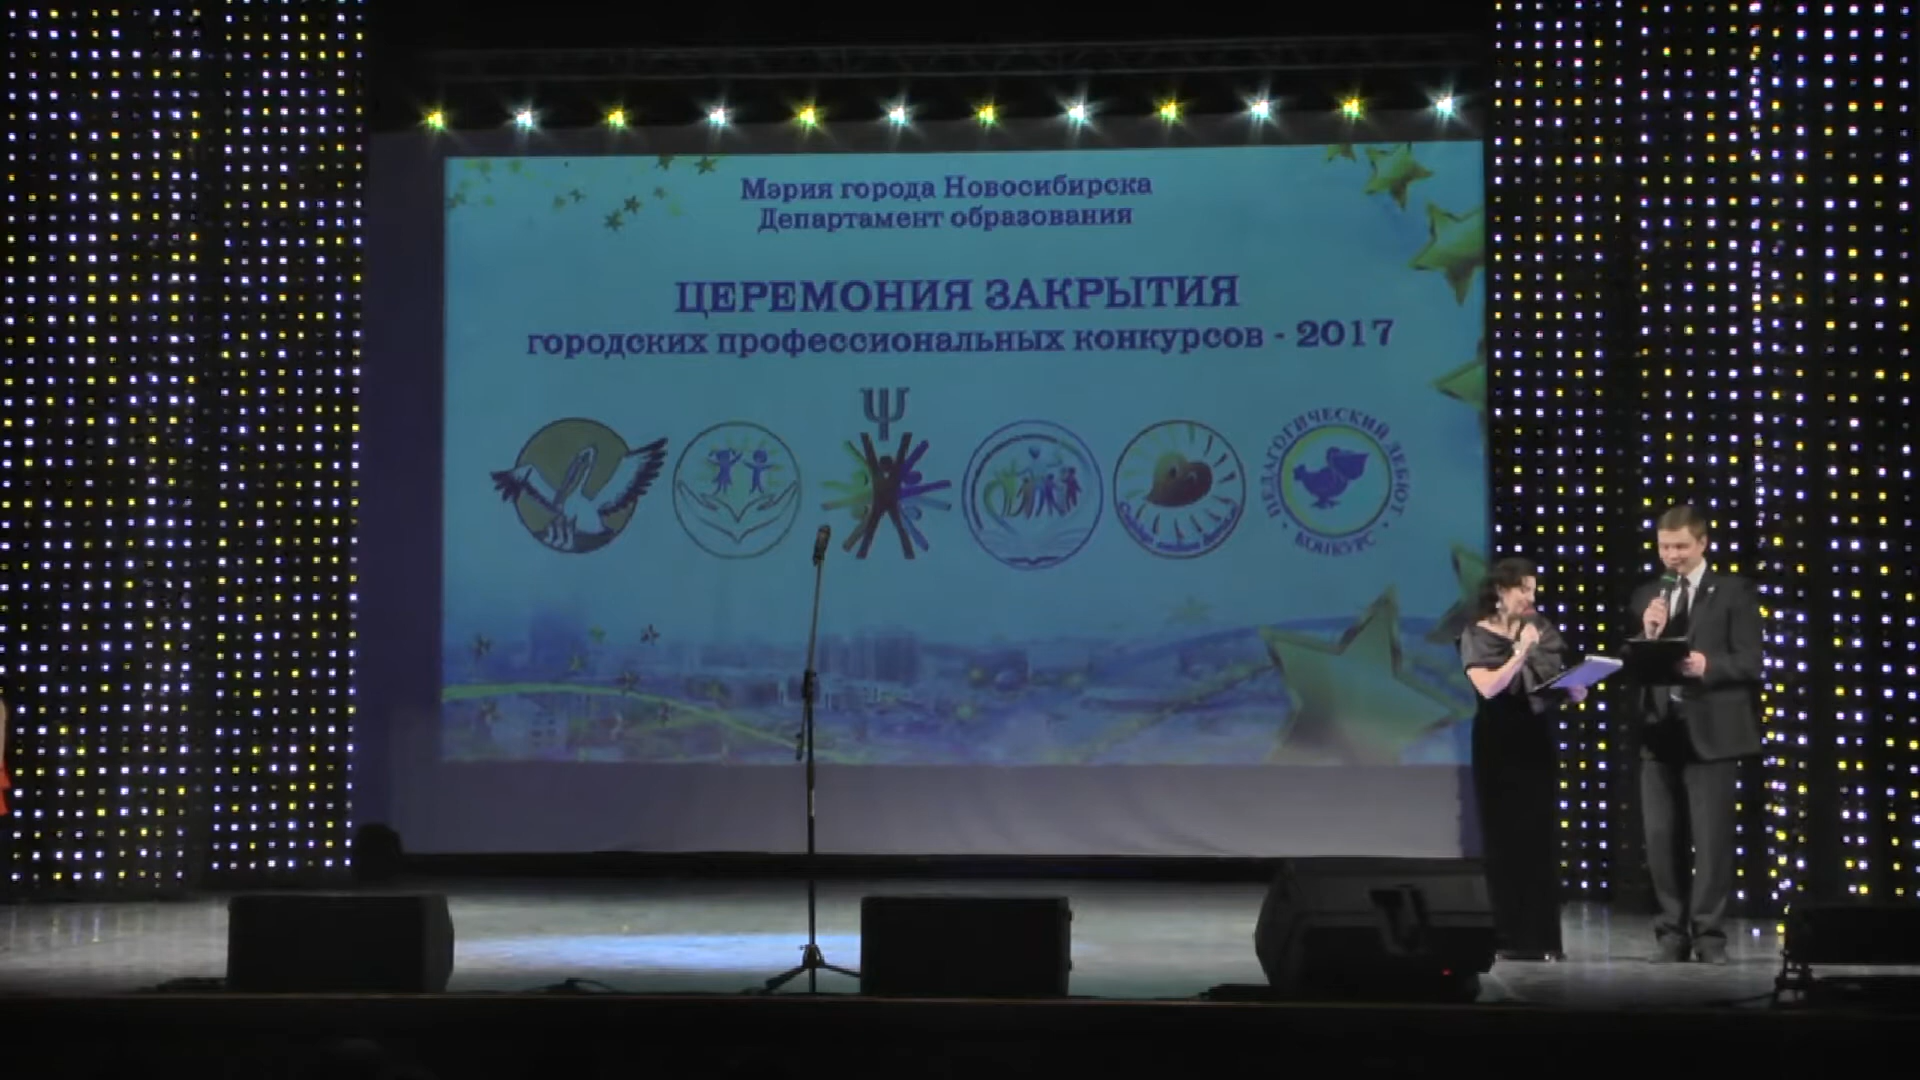 Мэрия города Новосибирска
Департамент образования
ЦЕРЕМОНИЯ ЗАКРЫТИЯ
городских профессиональных конкурсов - 2017
Ψ
ПЕДАГОГИЧЕСКИЙ ДЕБЮТ
• КОНКУРС •